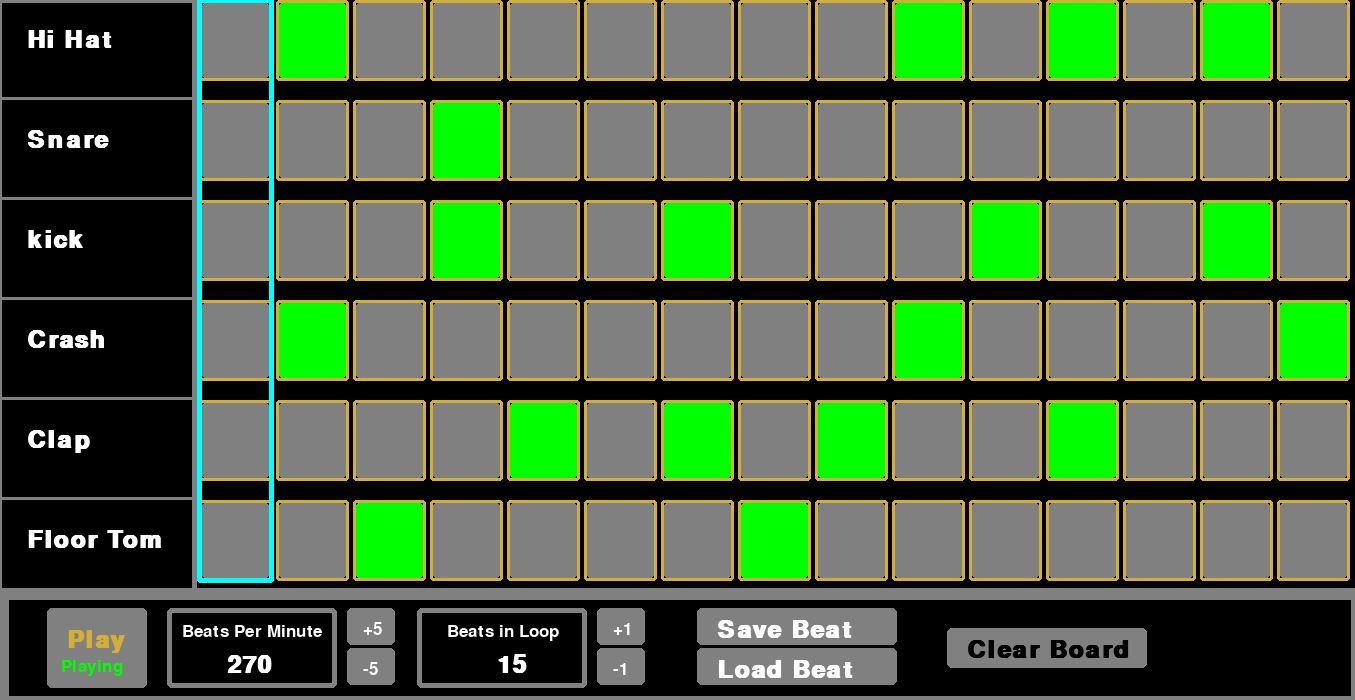 Hi Hat
Snare
kick
Crash
Clap
Floor Tom
Play
Playing
Beats Per Minute
270
+5
-5
Beats in Loop
15
+1
-1
Save Beat
Load Beat
Clear Board